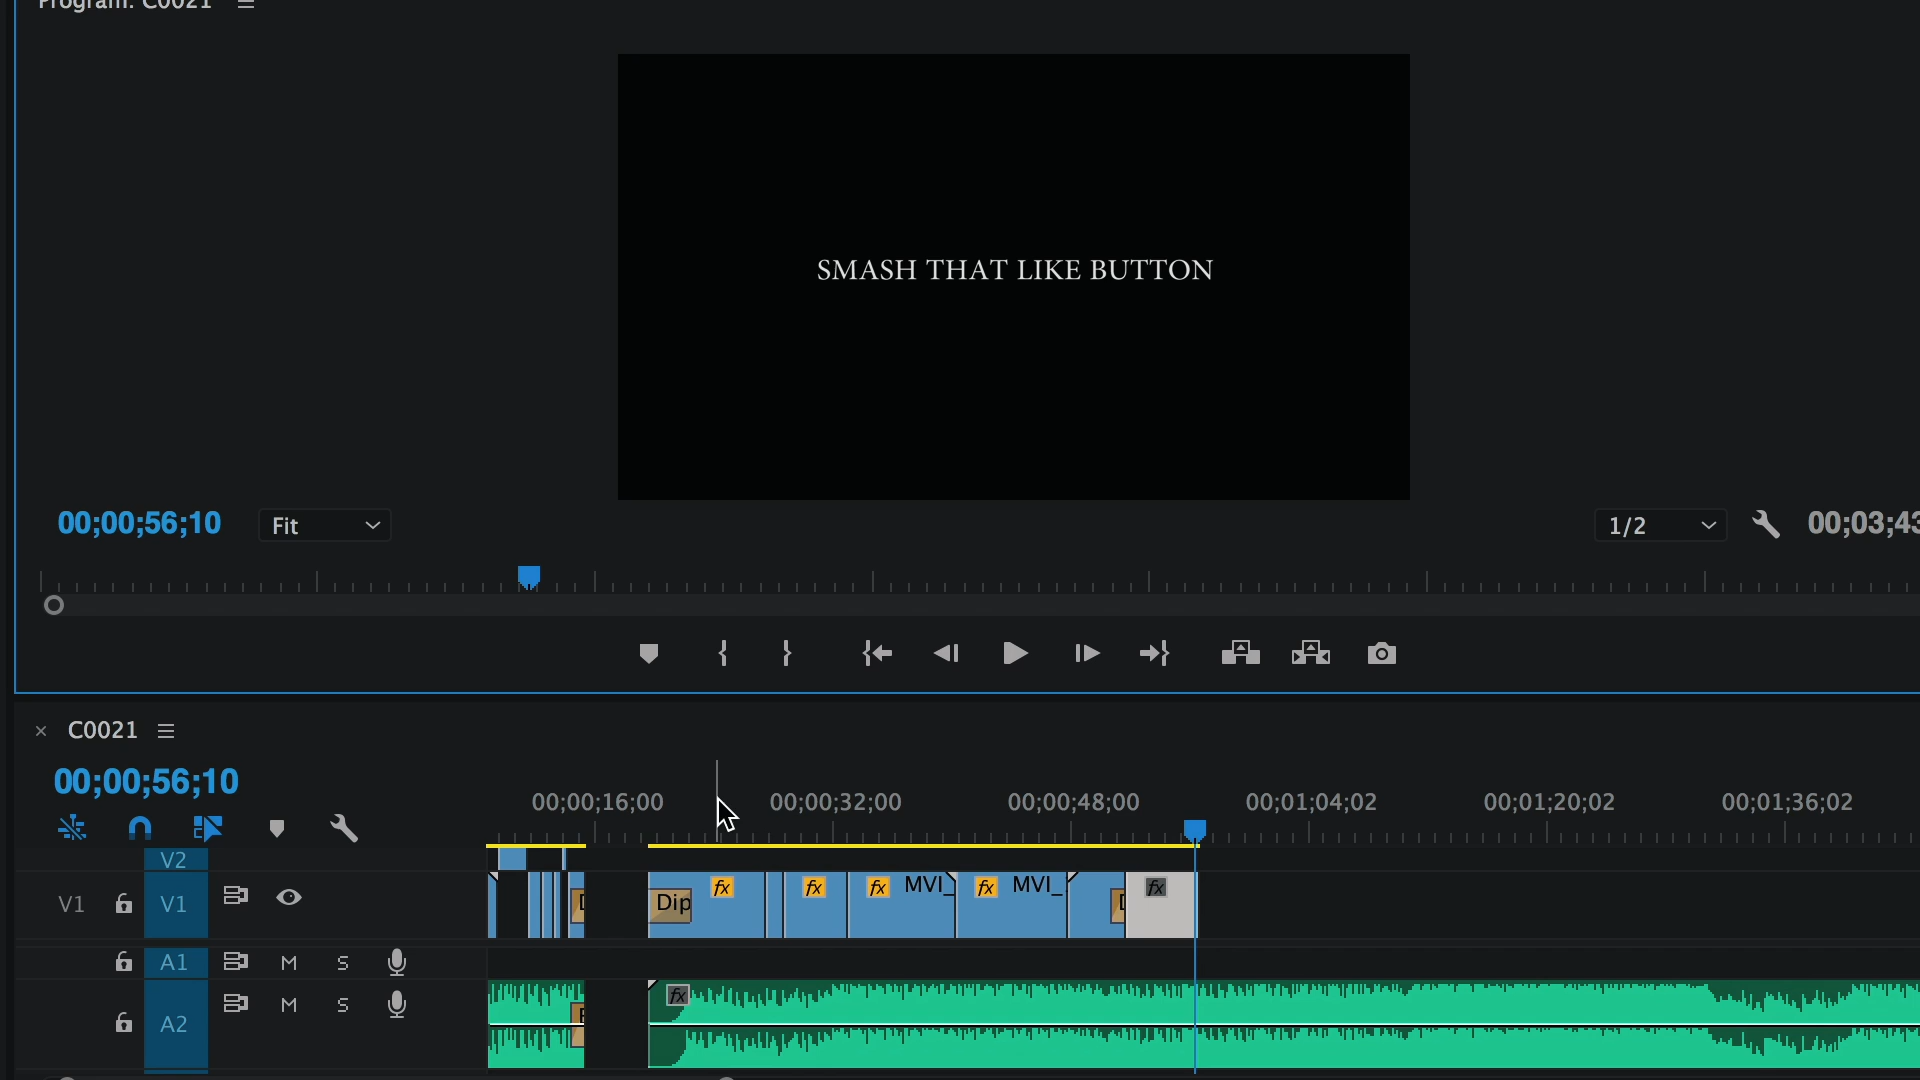 Program: C0021
SMASH THAT LIKE BUTTON
00;00;56;10
Fit
1/2
00;03;43
C0021
00;00;56;10
00;00;16;00
00;00;32;00
00;00;48;00
00;01;04;02
00;01;20;02
00;01;36;02
V2
V1
V1
Dip
fx
fx
fx
MVI_
fx
MVI_
fx
A1
M
S
A2
M
S
fx